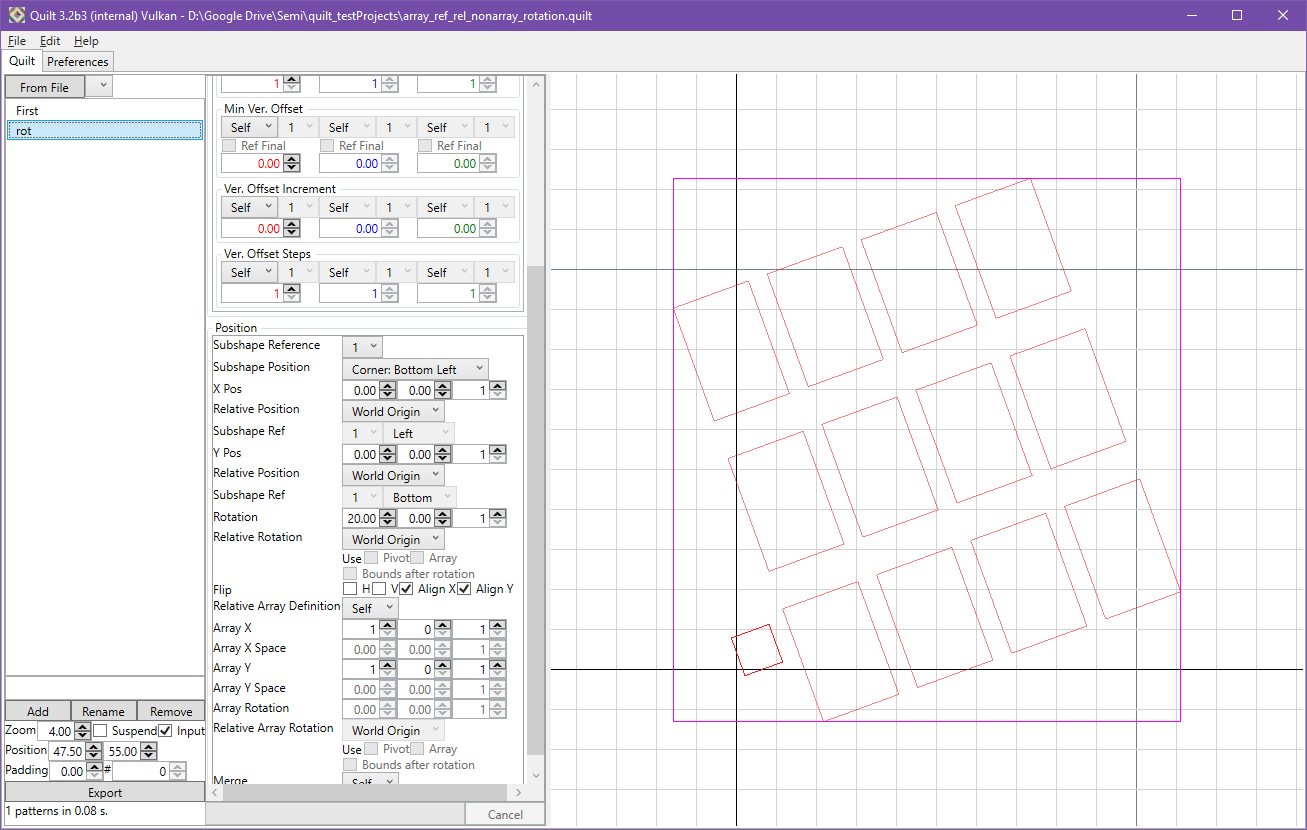 Quilt 3.2b3 (internal) Vulkan - D:\Google Drive\Semi\quilt_testProjects\array_ref_rel_nonarray_rotation.quilt
File Edit Help
Quilt Preferences
From File
First
rot
1 1 1
Min Ver. Offset
Self 1 Self 1 Self 1
Ref Final Ref Final Ref Final
0.00 0.00 0.00
Ver. Offset Increment
Self 1 Self 1 Self 1
0.00 0.00 0.00
Ver. Offset Steps
Self 1 Self 1 Self 1
1 1 1
Position
Subshape Reference 1
Subshape Position Corner: Bottom Left
X Pos 0.00 0.00 1
Relative Position World Origin
Subshape Ref 1 Left
Y Pos 0.00 0.00 1
Relative Position World Origin
Subshape Ref 1 Bottom
Rotation 20.00 0.00 1
Relative Rotation World Origin
Use Pivot Array
Bounds after rotation
Flip H V Align X Align Y
Relative Array Definition Self
Array X 1 0 1
Array X Space 0.00 0.00 1
Array Y 1 0 1
Array Y Space 0.00 0.00 1
Array Rotation 0.00 0.00 1
Relative Array Rotation World Origin
Use Pivot Array
Bounds after rotation
Merge Self
Add Rename Remove
Zoom 4.00 Suspend Input
Position 47.50 55.00
Padding 0.00 # 0
Export
1 patterns in 0.08 s.
Cancel